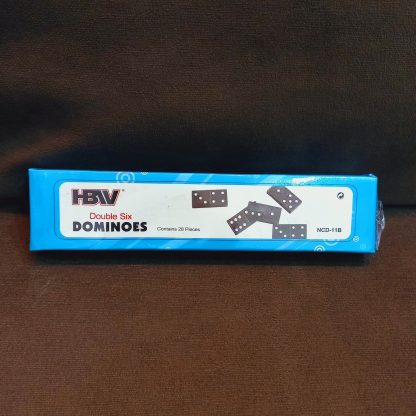 HBW®
Double Six
DOMINOES
Contains 28 Pieces
NCD-11B